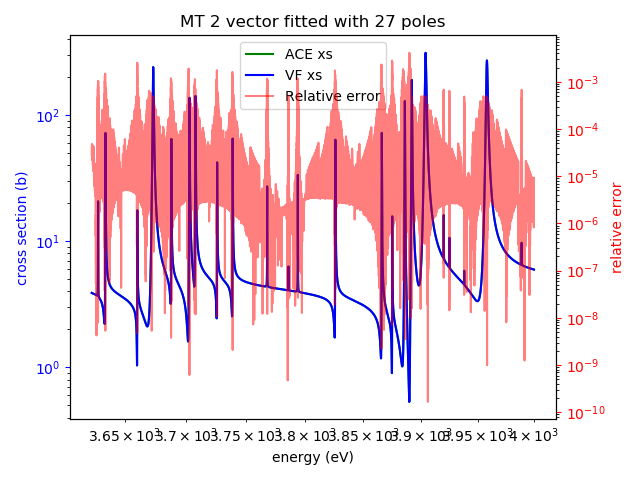 MT 2 vector fitted with 27 poles
ACE xs
VF xs
Relative error
10²
10¹
10⁰
cross section (b)
10⁻³
10⁻⁴
10⁻⁵
10⁻⁶
10⁻⁷
10⁻⁸
10⁻⁹
10⁻¹⁰
relative error
3.65 × 10³ 3.7 × 10³ 3.75 × 10³ 3.8 × 10³ 3.85 × 10³ 3.9 × 10³ 3.95 × 10³ 4 × 10³
energy (eV)